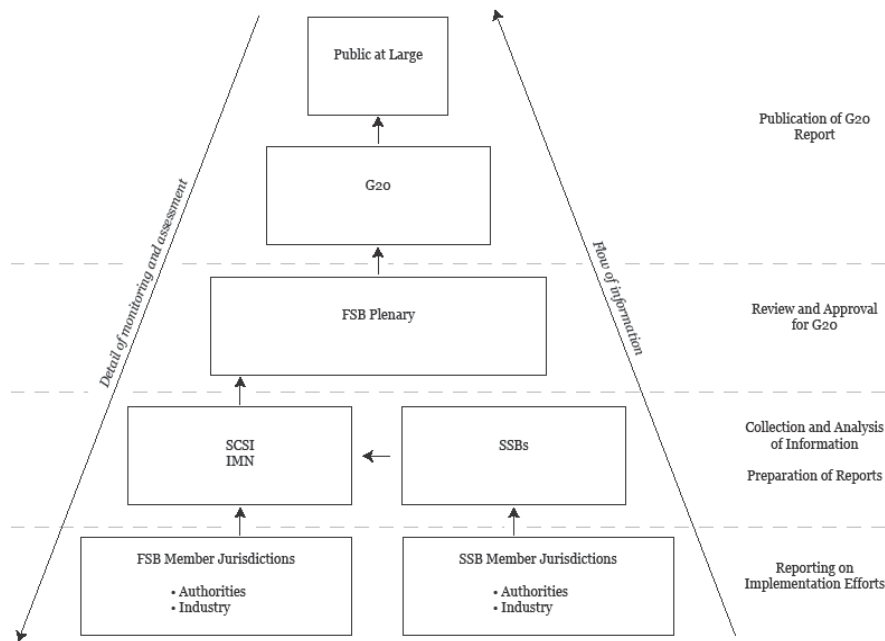 Public at Large
Publication of G20
Report
G20
Detail of monitoring and assessment
Flow of information
FSB Plenary
Review and Approval
for G20
SCSI
IMN
SSBs
Collection and Analysis
of Information
Preparation of Reports
FSB Member Jurisdictions
• Authorities
• Industry
SSB Member Jurisdictions
• Authorities
• Industry
Reporting on
Implementation Efforts